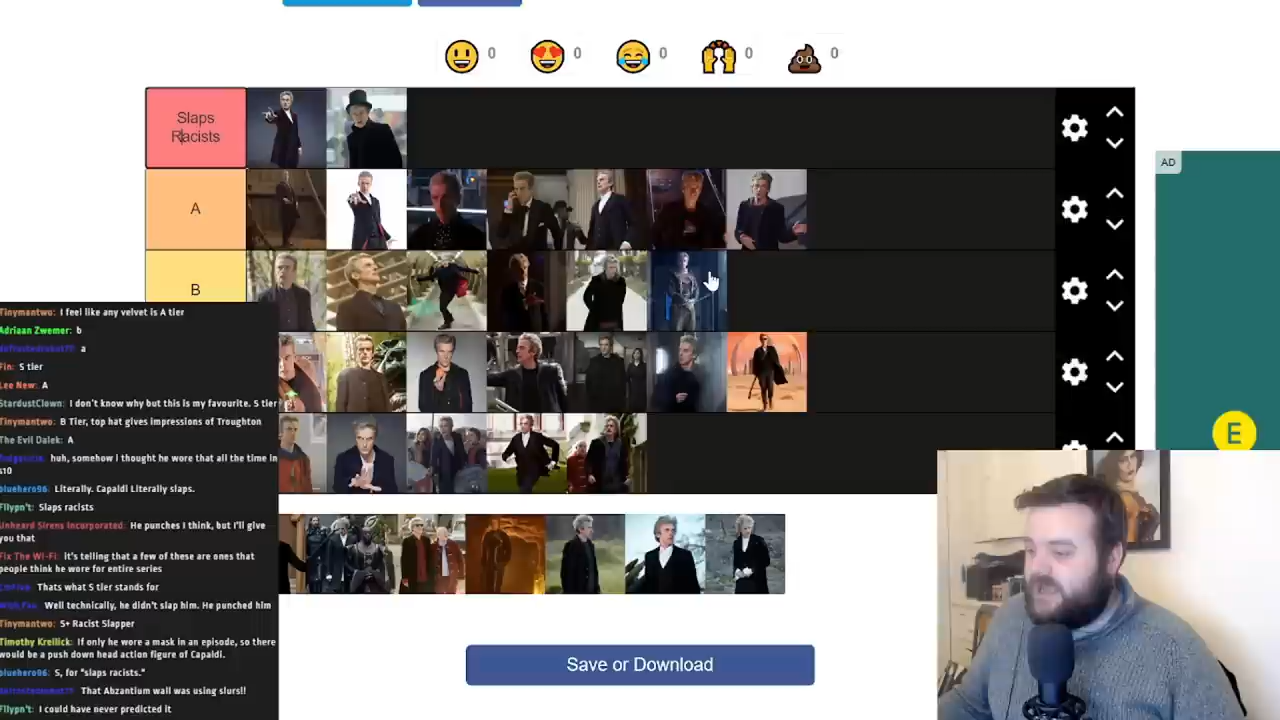 0 0 0 0 0
Slaps
Racists
AD
A
B
Tinymantwo: I feel like any velvet is A tier
Adriaan Zwemer: b
a
Fin: S tier
Lee New: A
StardustClown: I don't know why but this is my favourite. S tier
Tinymantwo: B Tier, top hat gives impressions of Troughton
The Evil Dalek: A
huh, somehow i thought he wore that all the time in
s10
bluehero96: Literally. Capaldi Literally slaps.
Fllypn't: Slaps racists
Unheard Sirens Incorporated: He punches I think, but I'll give
you that
Fix The Wi-Fi: it's telling that a few of these are ones that
people think he wore for entire series
Thats what S tier stands for
Well technically, he didn't slap him. He punched him
Tinymantwo: S+ Racist Slapper
Timothy Krellick: If only he wore a mask in an episode, so there
would be a push down head action figure of Capaldi.
bluehero96: S, for "slaps racists."
That Abzantium wall was using slurs!!
Fllypn't: I could have never predicted it
E
Save or Download